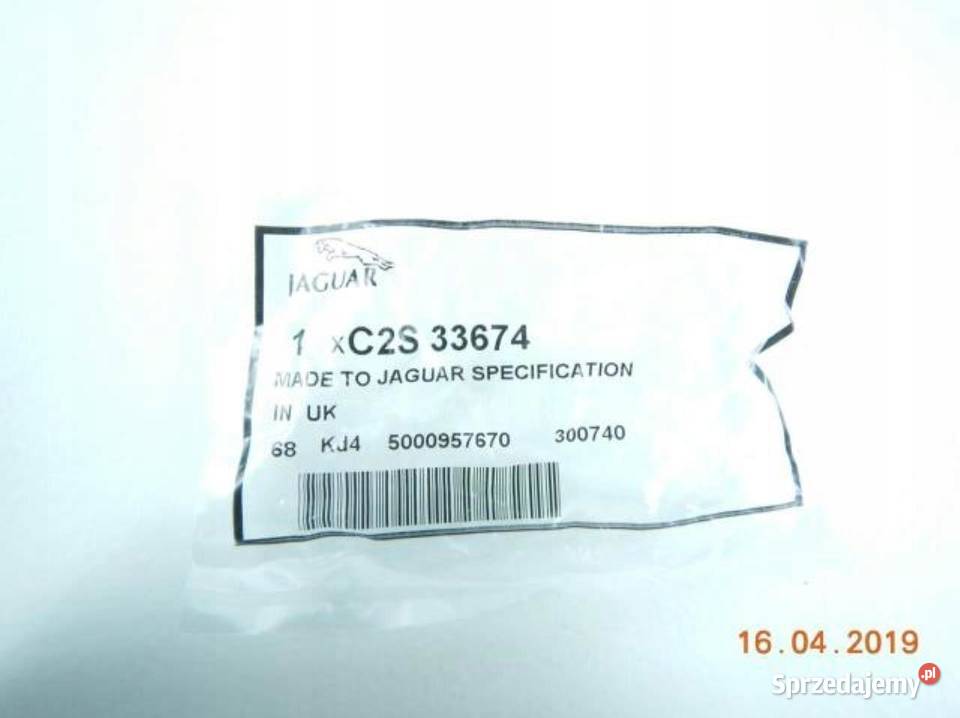 JAGUAR
1 xC2S 33674
MADE TO JAGUAR SPECIFICATION
IN UK
68 KJ4 5000957670 300740
16.04.2019
Sprzedajemy.pl